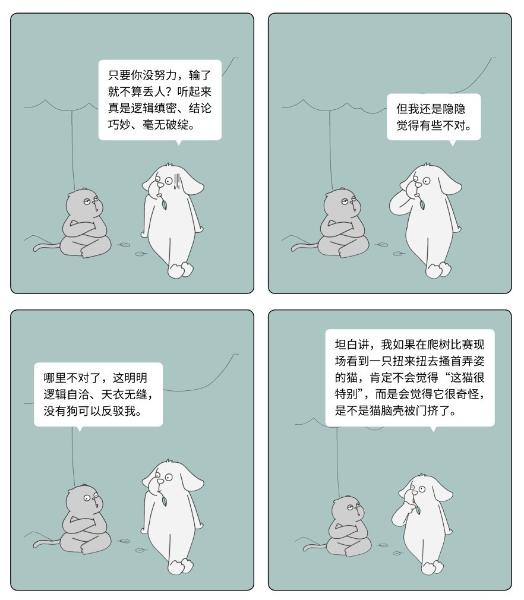 只要你没努力，输了
就不算丢人？听起来
真是逻辑缜密、结论
巧妙、毫无破绽。
但我还是隐隐
觉得有些不对。
哪里不对了，这明明
逻辑自洽、天衣无缝，
没有狗可以反驳我。
坦白讲，我如果在爬树比赛现
场看到一只扭来扭去搔首弄姿
的猫，肯定不会觉得“这猫很
特别”，而是会觉得它很奇怪，
是不是猫脑壳被门挤了。